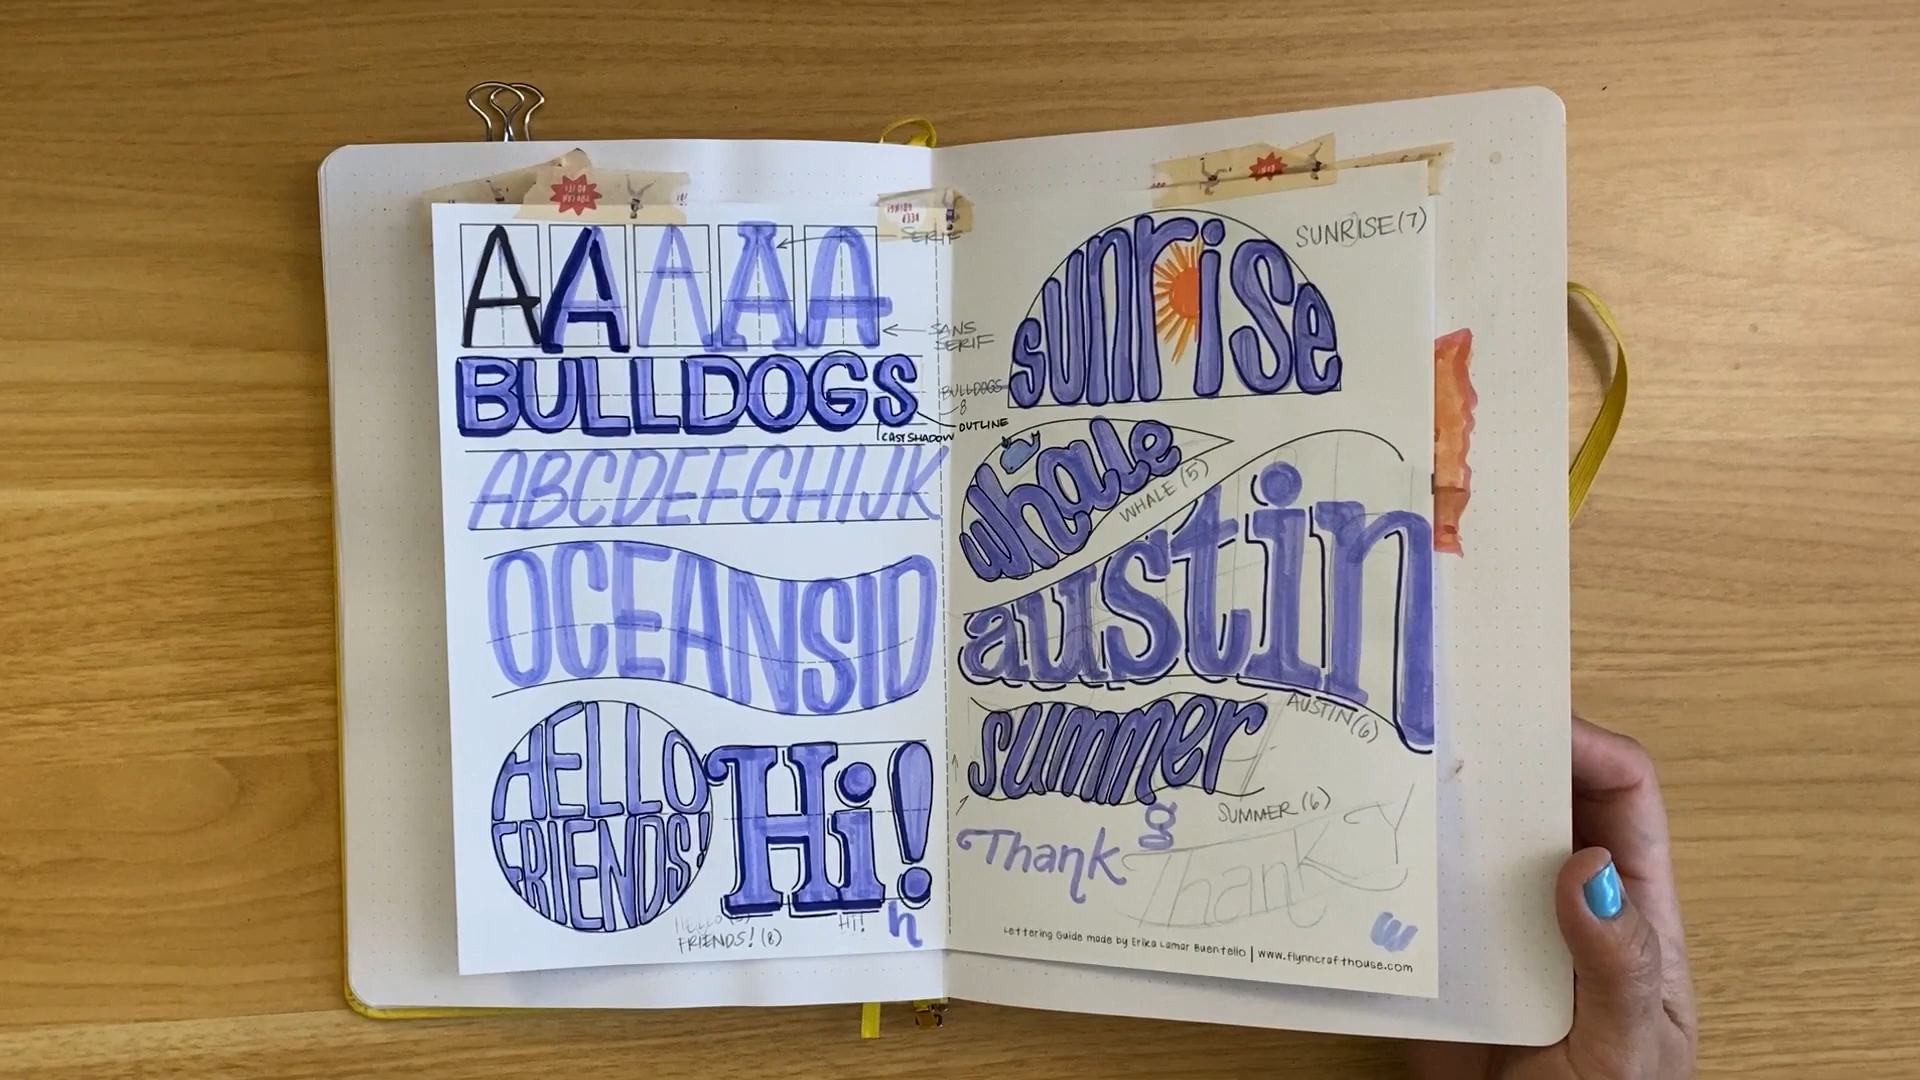 AAAAA
SERIF
SANS
SERIF
BULLDOGS
BULLDOGS
8
OUTLINE
CAST SHADOW
ABCDEFGHIJK
OCEANSID
HELLO
FRIENDS!
Hi!
HELLO
FRIENDS! (8)
Hi!
n
sunrise
SUNRISE (7)
whale
WHALE (5)
austin
AUSTIN (6)
summer
SUMMER (6)
g
Thank
Thank Y
w
Lettering Guide made by Erika Lamar Buentello | www.flynncrafthouse.com